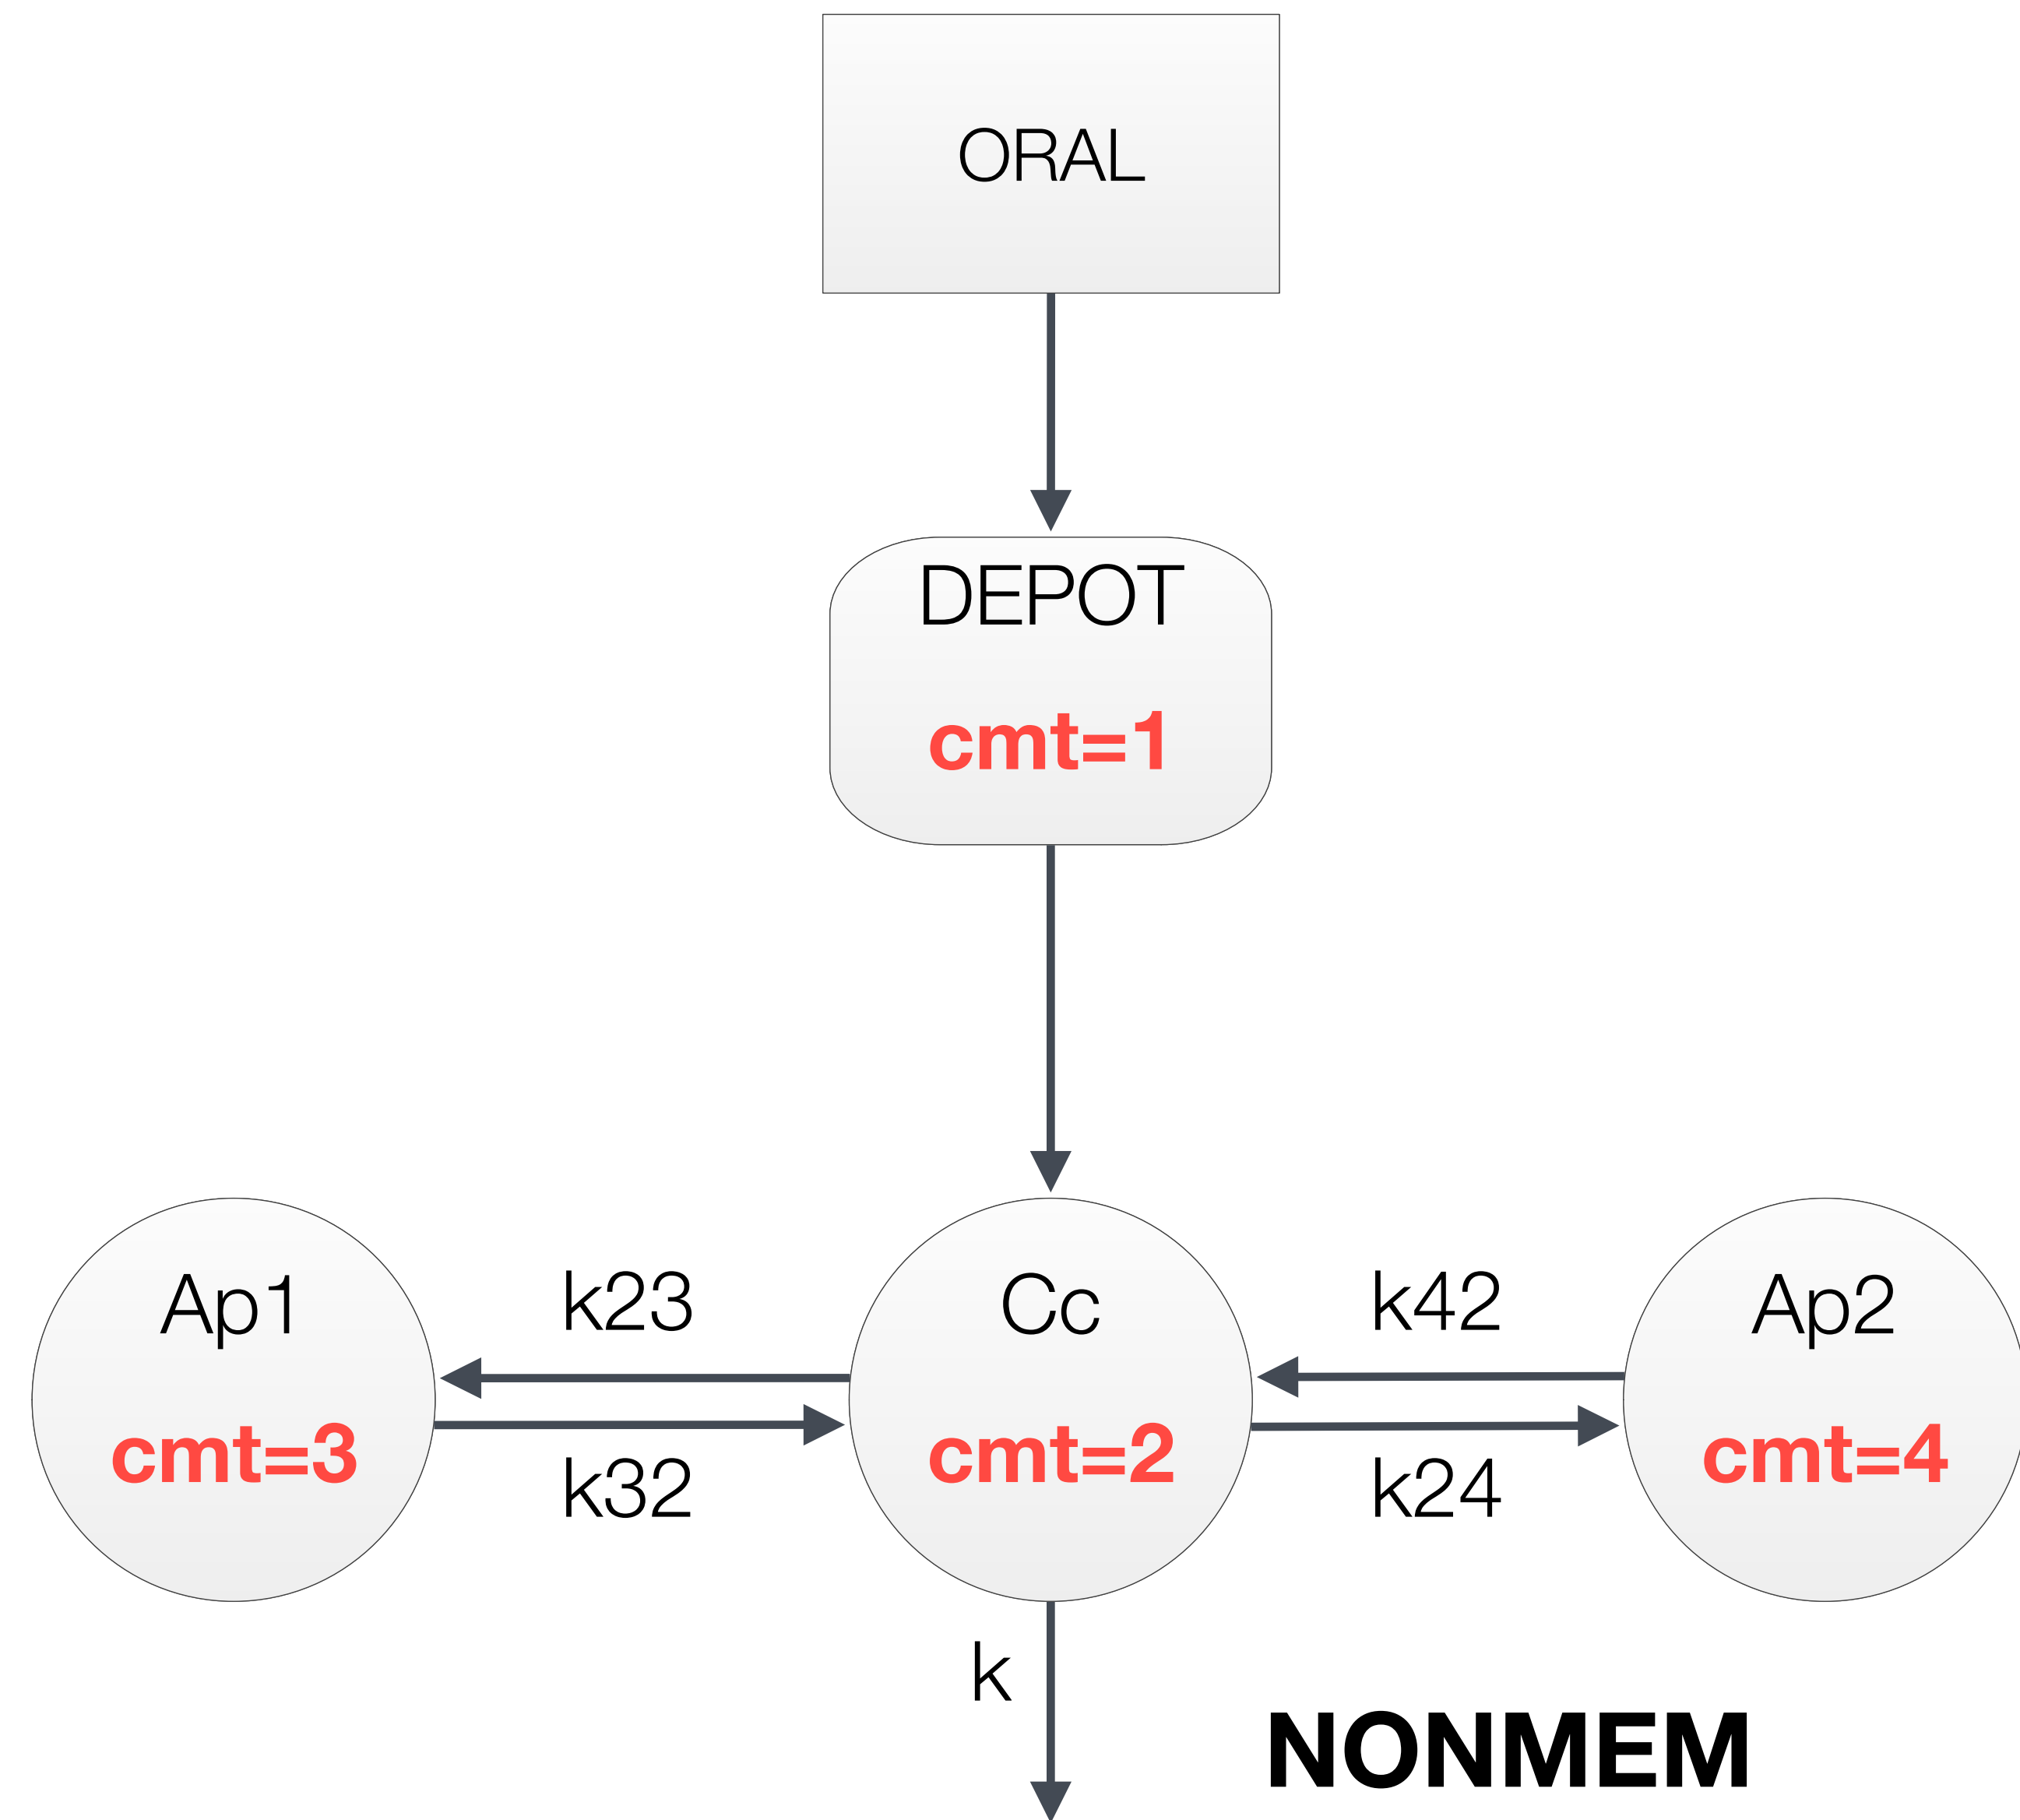 ORAL
DEPOT
cmt=1
Ap1
k23
Cc
k42
Ap2
cmt=3
k32
cmt=2
k24
cmt=4
k
NONMEM